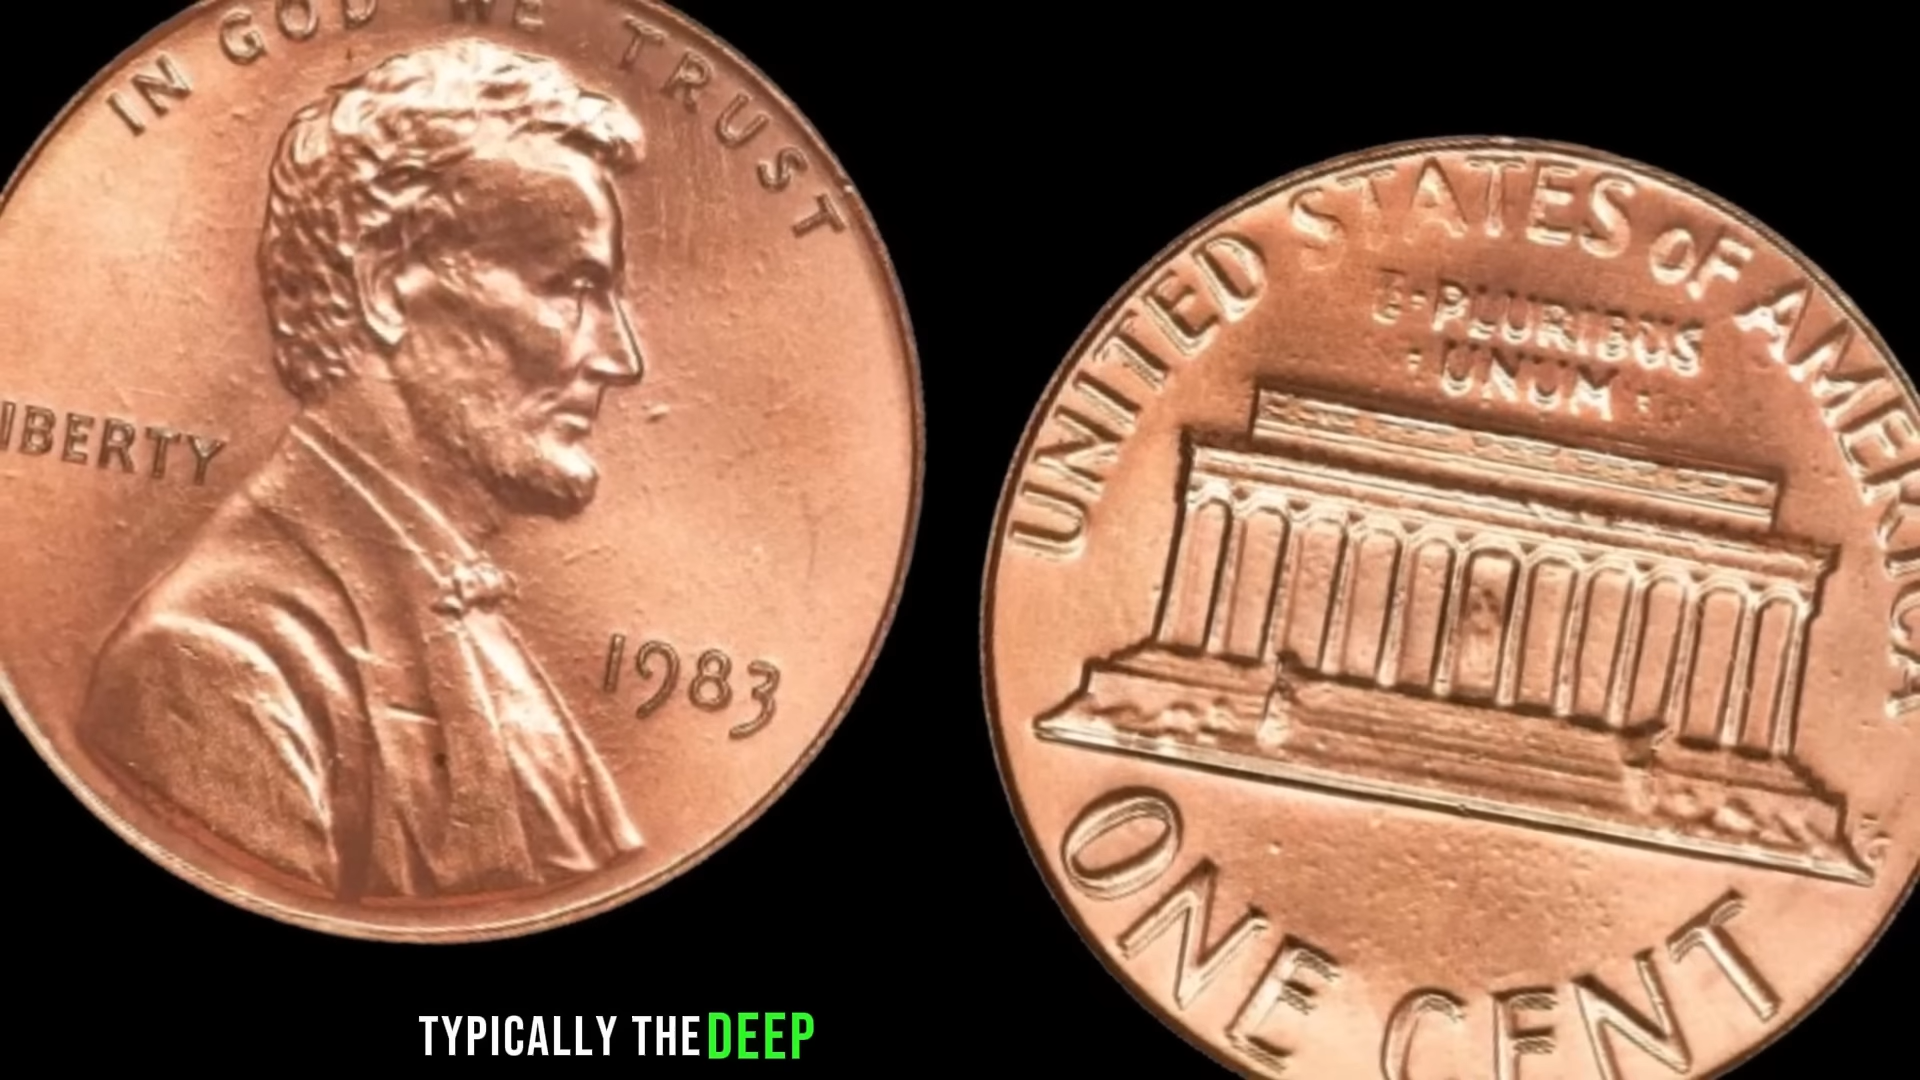 IN GOD WE TRUST
IBERTY
1983
UNITED STATES OF AMERICA
E·PLURIBUS
·UNUM·
ONE CENT
TYPICALLY THE DEEP